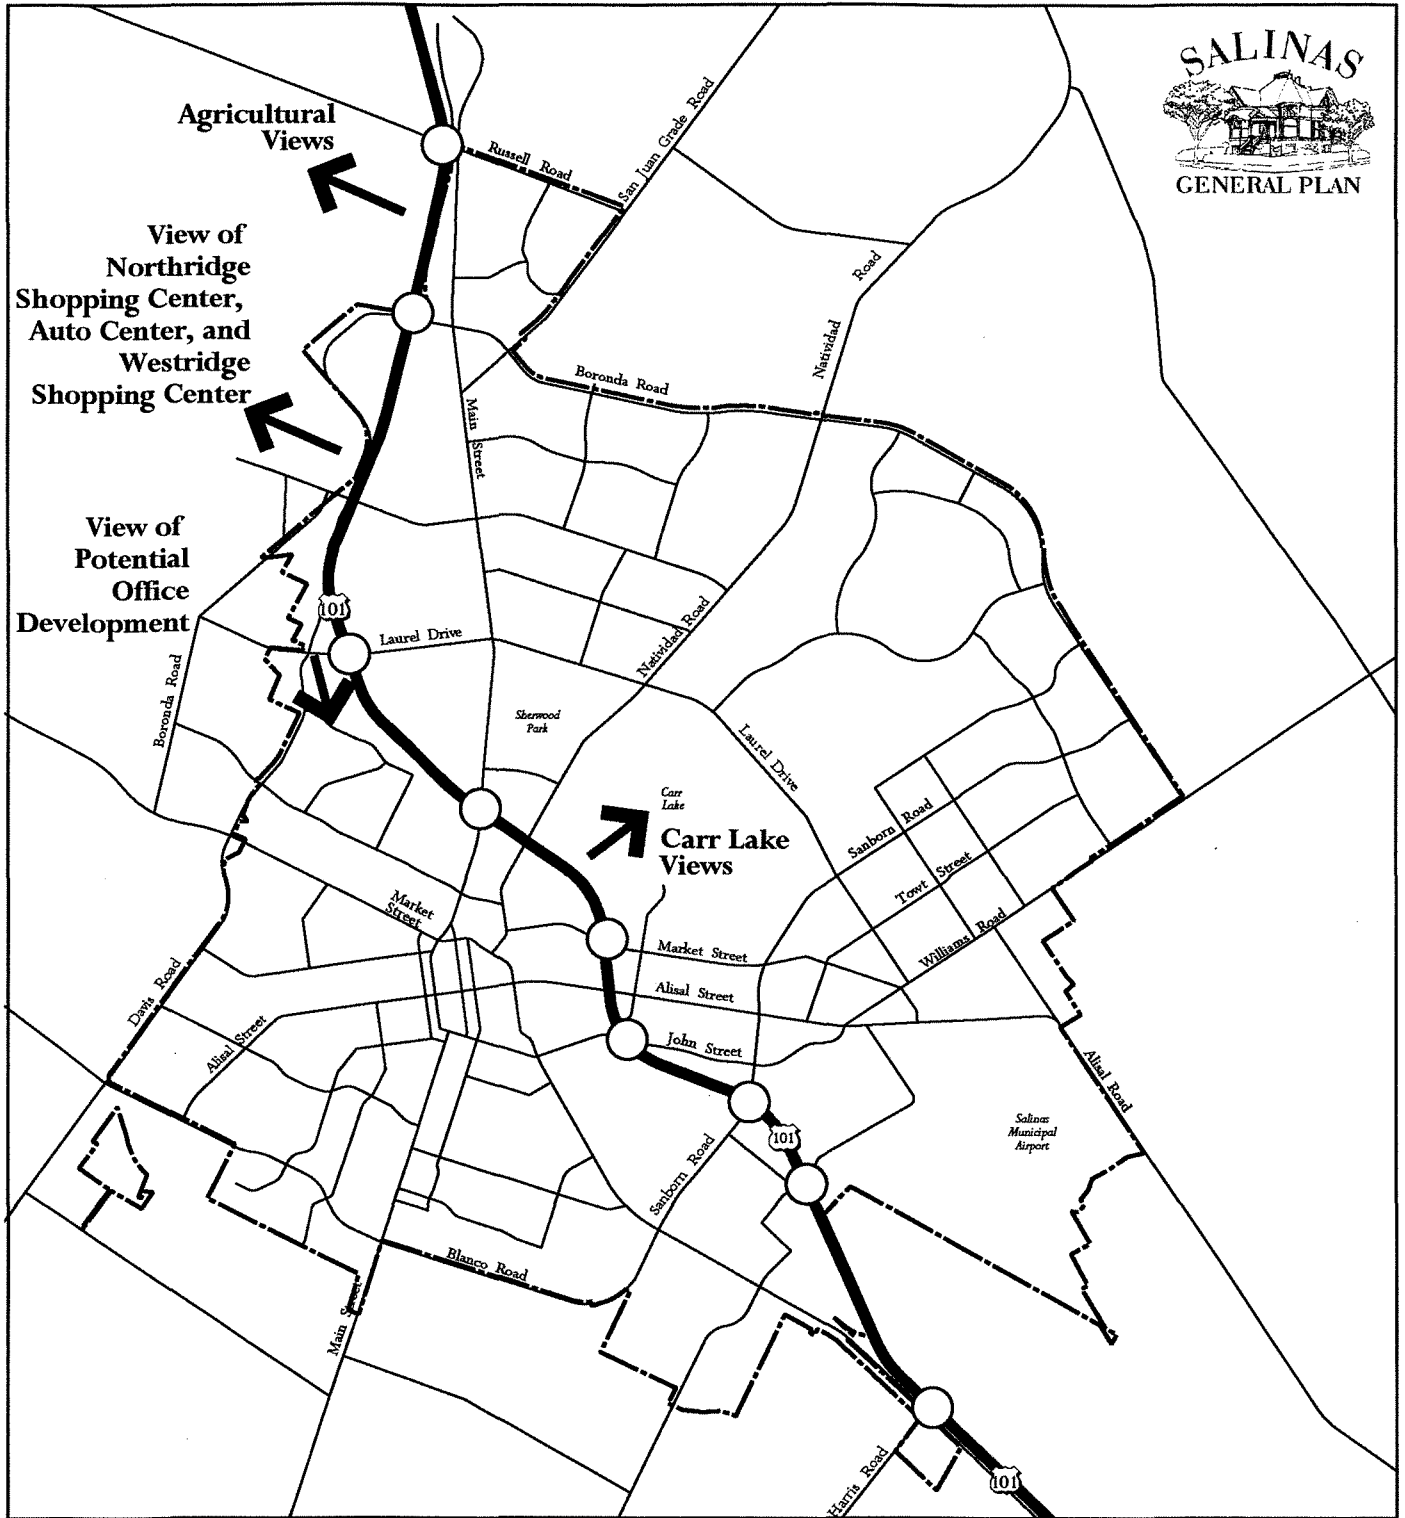 SALINAS
GENERAL PLAN
Agricultural
Views
Russell Road
San Juan Grade Road
View of
Northridge
Shopping Center,
Auto Center, and
Westridge
Shopping Center
Natividad
Road
Boronda Road
Main
Street
View of
Potential
Office
Development
101
Laurel Drive
Natividad Road
Boronda Road
Sherwood
Park
Laurel Drive
Carr
Lake
Carr Lake
Views
Sanborn Road
Towt Street
Williams Road
Market
Street
Market Street
Alisal Street
John Street
Davis Road
Alisal Street
Alisal Road
Salinas
Municipal
Airport
101
Sanborn Road
Blanco Road
Main Street
Harris Road
101